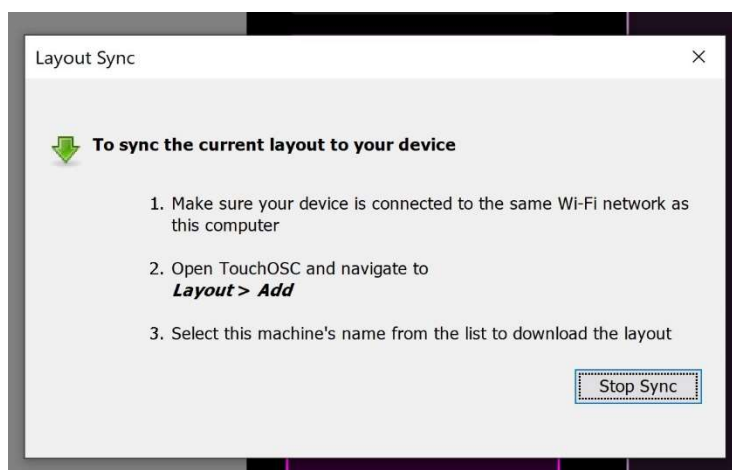 Layout Sync
To sync the current layout to your device
1. Make sure your device is connected to the same Wi-Fi network as
this computer
2. Open TouchOSC and navigate to
Layout > Add
3. Select this machine's name from the list to download the layout
Stop Sync